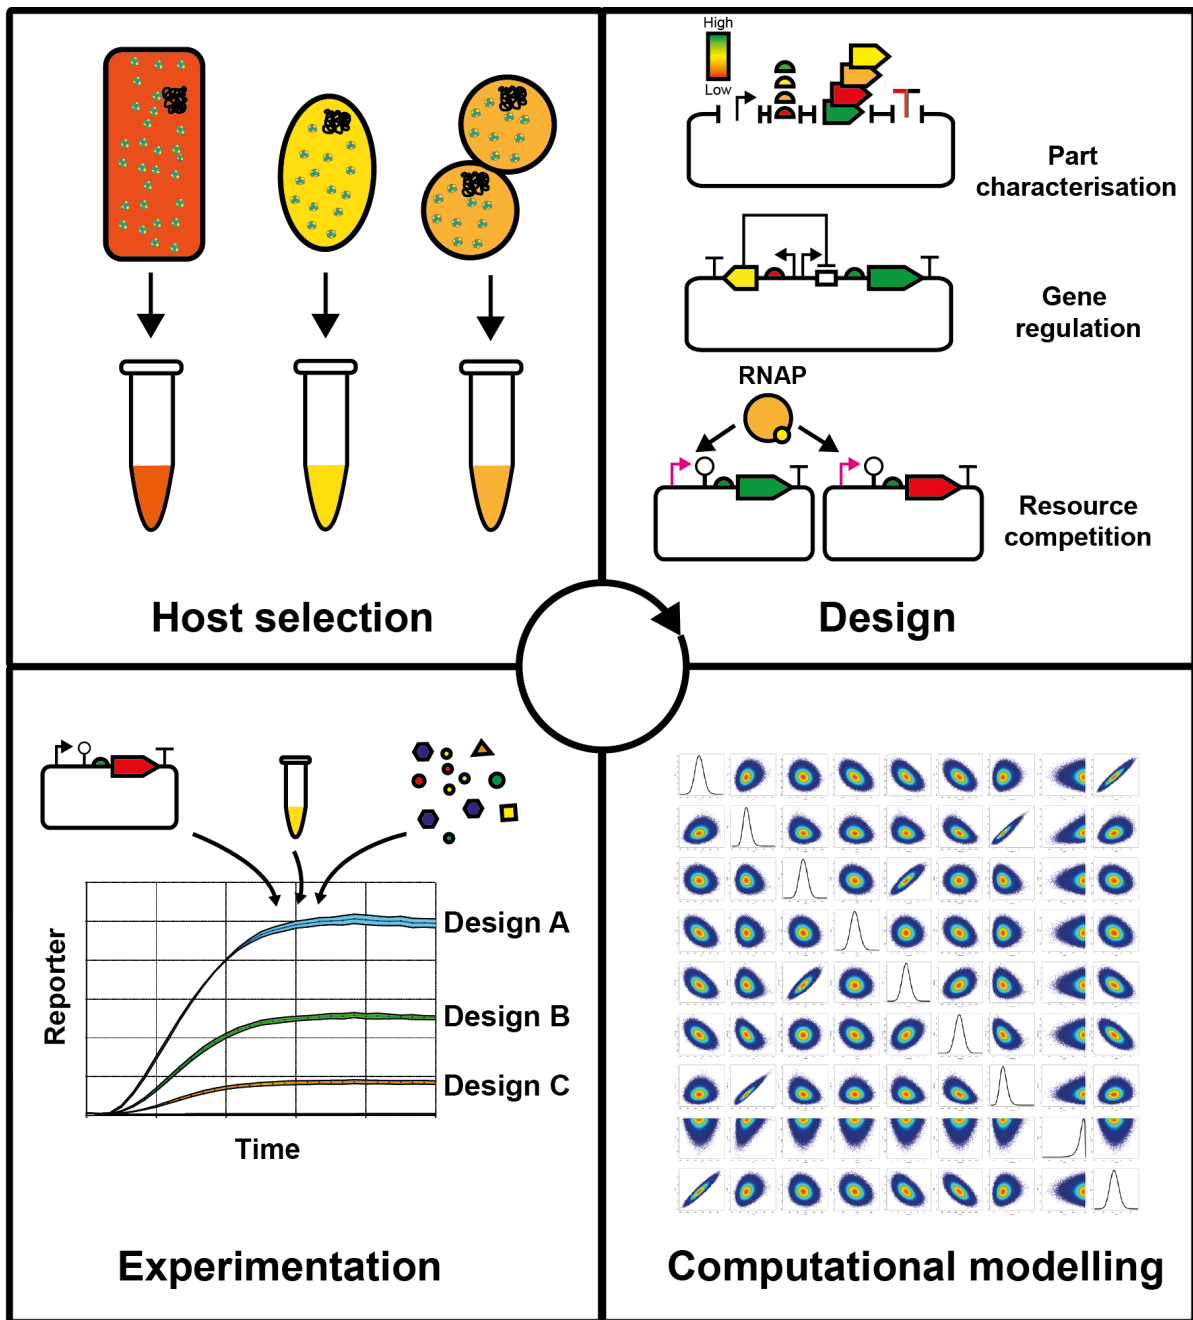 High
Low
Part
characterisation
Gene
regulation
RNAP
Resource
competition
Host selection
Design
Reporter
Design A
Design B
Design C
Time
Experimentation
Computational modelling